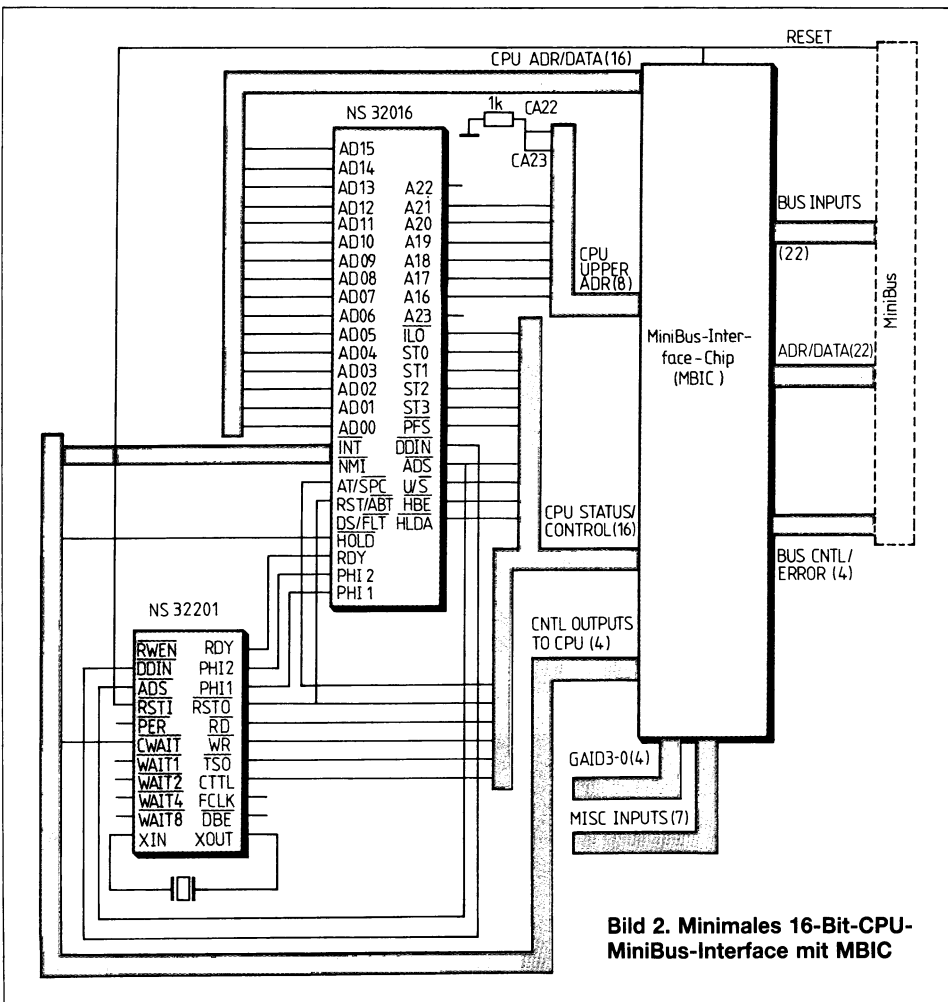 RESET
CPU ADR/DATA (16)
NS 32016
1k
CA22
CA23
AD15
AD14
AD13
AD12
AD11
AD10
AD09
AD08
AD07
AD06
AD05
AD04
AD03
AD02
AD01
AD00
INT
NMI
AT/SPC
RST/ABT
DS/FLT
HOLD
RDY
PHI 2
PHI 1
A22
A21
A20
A19
A18
A17
A16
A23
ILO
ST0
ST1
ST2
ST3
PFS
DDIN
ADS
U/S
HBE
HLDA
CPU
UPPER
ADR(8)
MiniBus-Inter-
face-Chip
(MBIC)
BUS INPUTS
(22)
ADR/DATA(22)
MiniBus
BUS CNTL/
ERROR (4)
CPU STATUS/
CONTROL(16)
CNTL OUTPUTS
TO CPU (4)
NS 32201
RWEN
DDIN
ADS
RSTI
PER
CWAIT
WAIT1
WAIT2
WAIT4
WAIT8
XIN
RDY
PHI2
PHI1
RSTO
RD
WR
TSO
CTTL
FCLK
DBE
XOUT
GAID3-0(4)
MISC INPUTS(7)
Bild 2. Minimales 16-Bit-CPU-
MiniBus-Interface mit MBIC